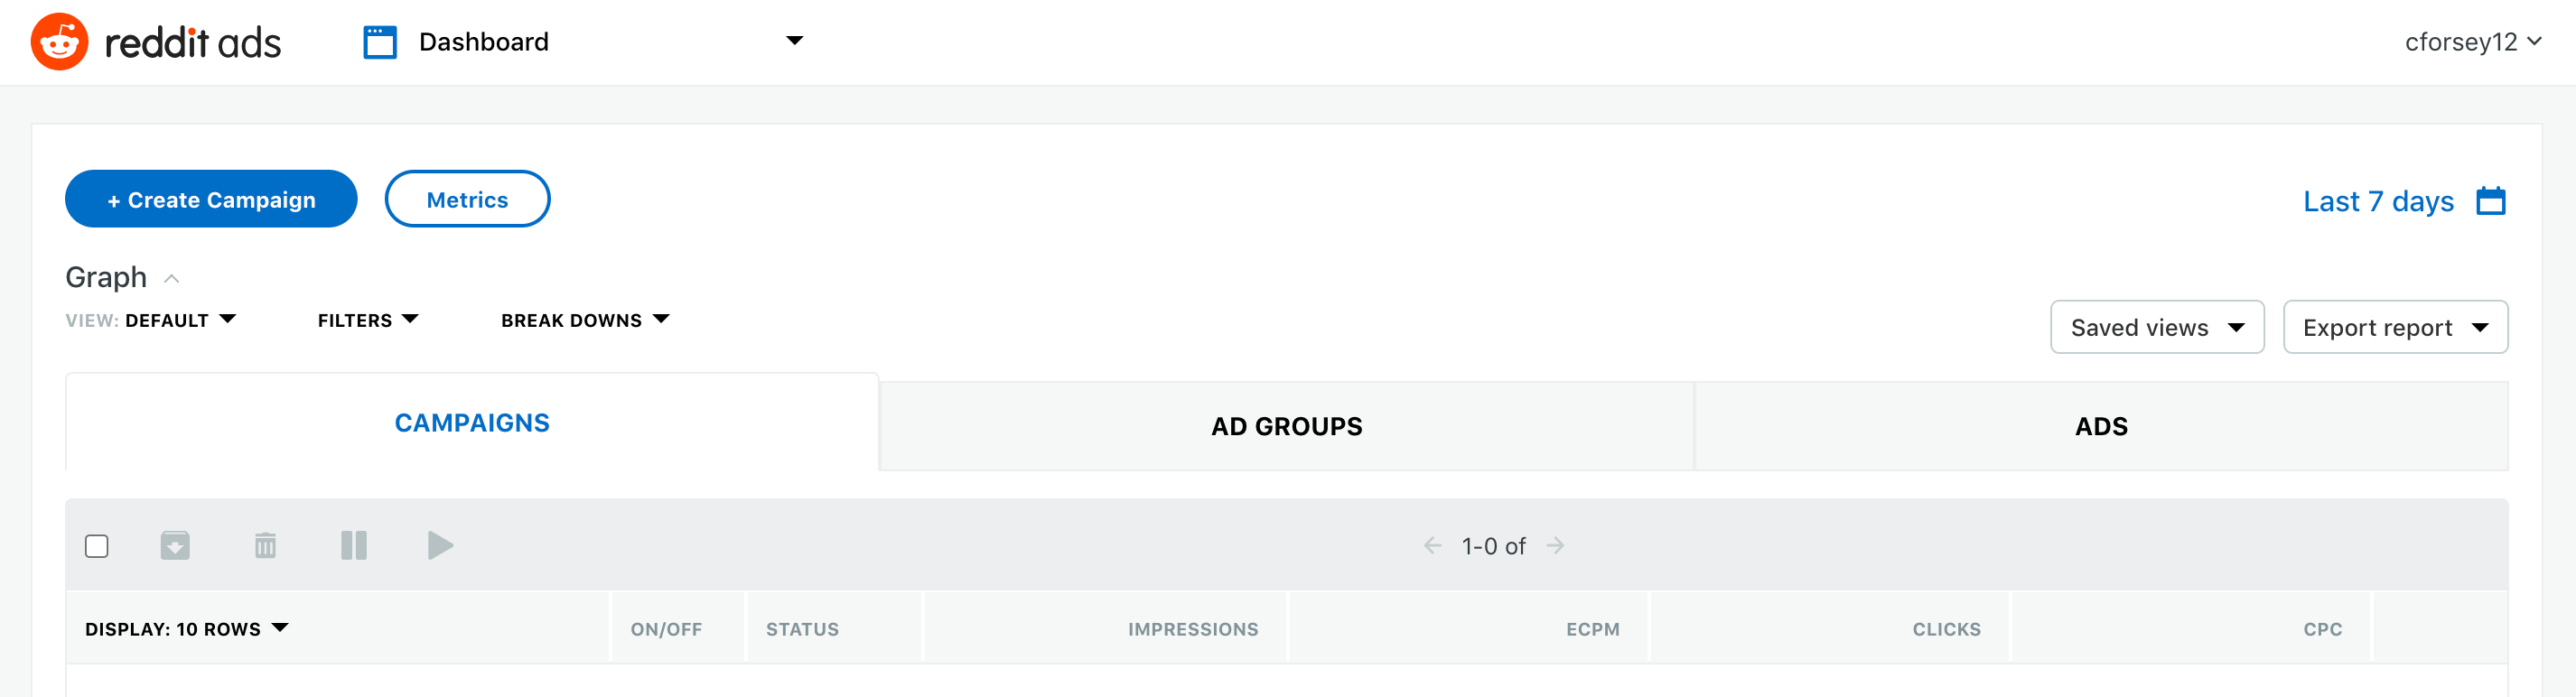 reddit ads
Dashboard
cforsey12
+ Create Campaign
Metrics
Last 7 days
Graph
VIEW: DEFAULT
FILTERS
BREAK DOWNS
Saved views
Export report
CAMPAIGNS
AD GROUPS
ADS
1-0 of
DISPLAY: 10 ROWS
ON/OFF
STATUS
IMPRESSIONS
ECPM
CLICKS
CPC